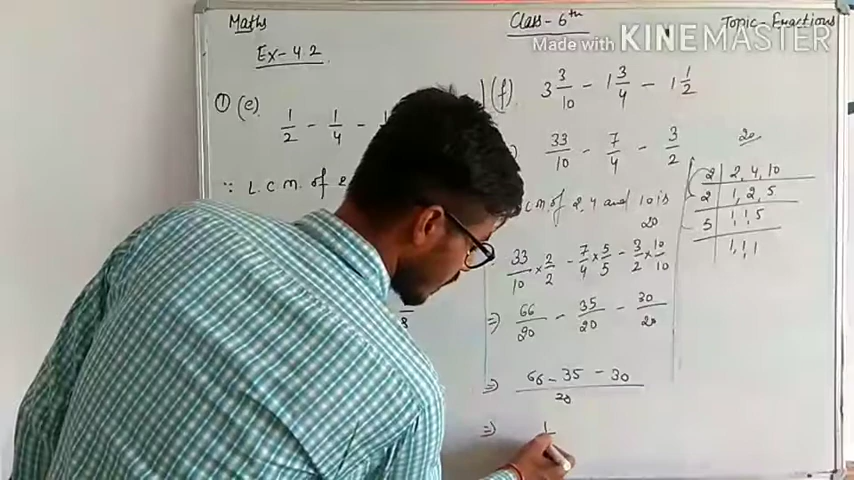 Maths
Class - 6th
Topic - Fractions
Made with KINEMASTER
Ex - 4.2
① (e)
1/2 - 1/4 -
∵ L.C.M. of 2
(f) 3 3/10 - 1 3/4 - 1 1/2
33/10 - 7/4 - 3/2
C.M. of 2, 4 and 10 is
20
33/10 × 2/2 - 7/4 × 5/5 - 3/2 × 10/10
⇒ 66/20 - 35/20 - 30/20
⇒ 66 - 35 - 30 / 20
⇒ 1
20
2 | 2, 4, 10
2 | 1, 2, 5
5 | 1, 1, 5
1, 1, 1